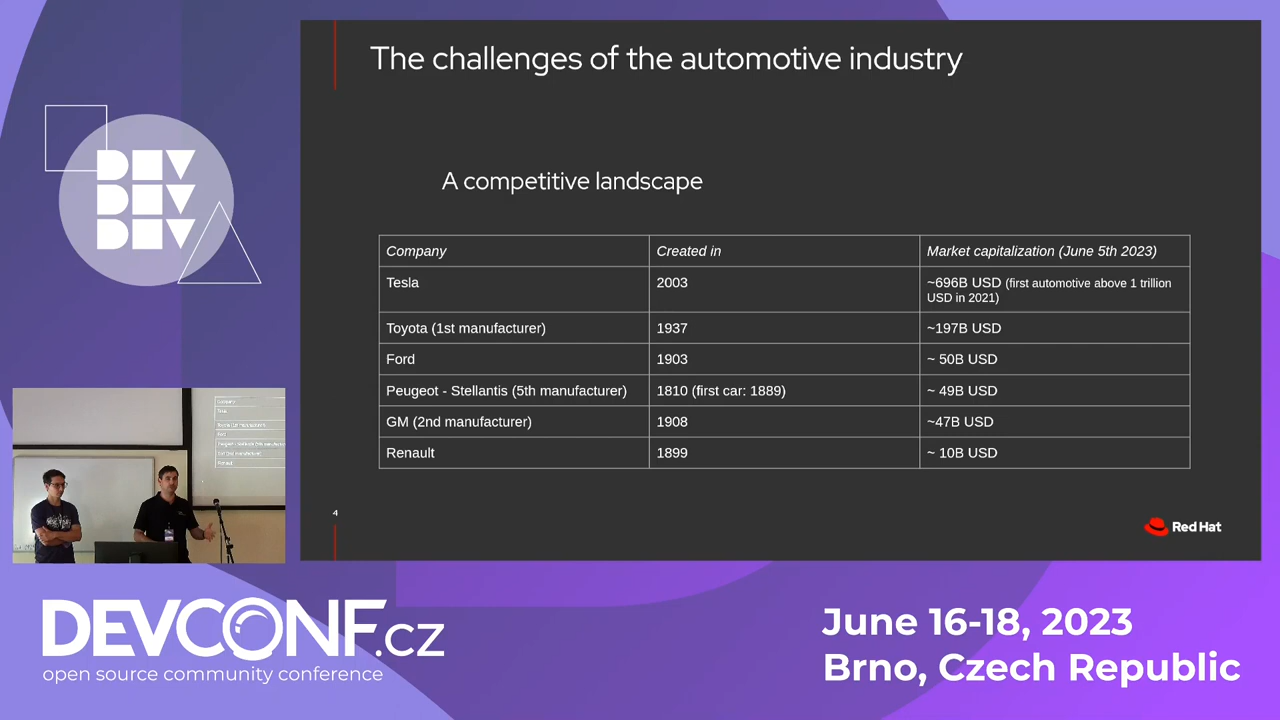 The challenges of the automotive industry
A competitive landscape
Company Created in Market capitalization (June 5th 2023)
Tesla 2003 ~696B USD (first automotive above 1 trillion
USD in 2021)
Toyota (1st manufacturer) 1937 ~197B USD
Ford 1903 ~ 50B USD
Peugeot - Stellantis (5th manufacturer) 1810 (first car: 1889) ~ 49B USD
GM (2nd manufacturer) 1908 ~47B USD
Renault 1899 ~ 10B USD
4
Red Hat
DEV
DEV
DEV
DEVCONF.cz
open source community conference
June 16-18, 2023
Brno, Czech Republic